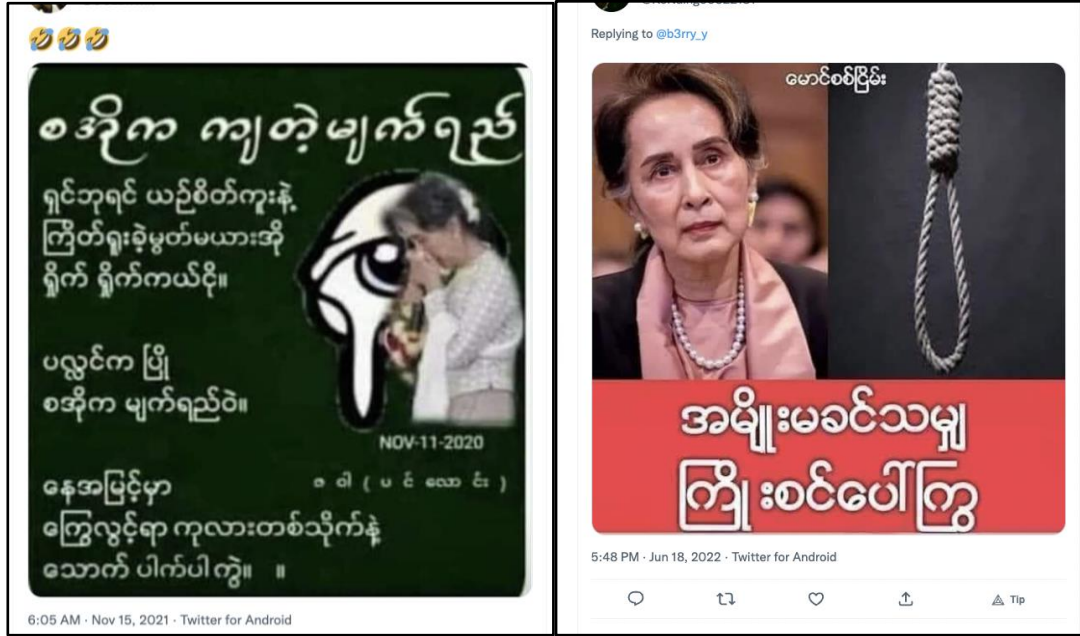 စအိုက ကျတဲ့မျက်ရည်
ရှင်ဘုရင် ယဉ်စိတ်ကူးနဲ့
ကြိတ်ရူးခဲ့မွတ်မယားအို
ရှိုက် ရှိုက်ကယ်ငို။
ပလ္လင်က ပြို
စအိုက မျက်ရည်ဝဲ။
NOV-11-2020
ဇဝါ (ပင်လောင်း)
နေအမြင့်မှာ
ကြွေလွင့်ရာ ကုလားတစ်သိုက်နဲ့
သောက် ပါက်ပါကွဲ။ ။
6:05 AM · Nov 15, 2021 · Twitter for Android
Replying to @b3rry_y
မောင်စစ်ငြိမ်း
အမျိုးမခင်သမျှ
ကြိုးစင်ပေါ်ကြွ
5:48 PM · Jun 18, 2022 · Twitter for Android
Tip